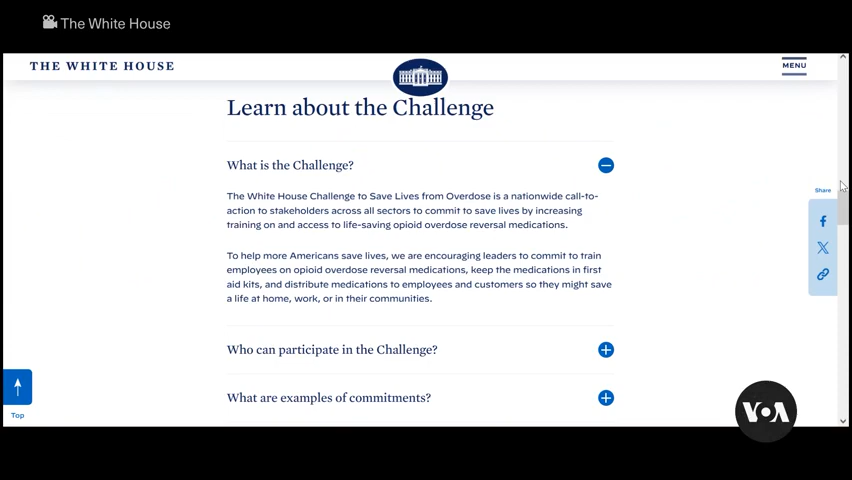 The White House
THE WHITE HOUSE
MENU
Learn about the Challenge
What is the Challenge?
The White House Challenge to Save Lives from Overdose is a nationwide call-to-
action to stakeholders across all sectors to commit to save lives by increasing
training on and access to life-saving opioid overdose reversal medications.
Share
To help more Americans save lives, we are encouraging leaders to commit to train
employees on opioid overdose reversal medications, keep the medications in first
aid kits, and distribute medications to employees and customers so they might save
a life at home, work, or in their communities.
Who can participate in the Challenge?
What are examples of commitments?
Top
VOA